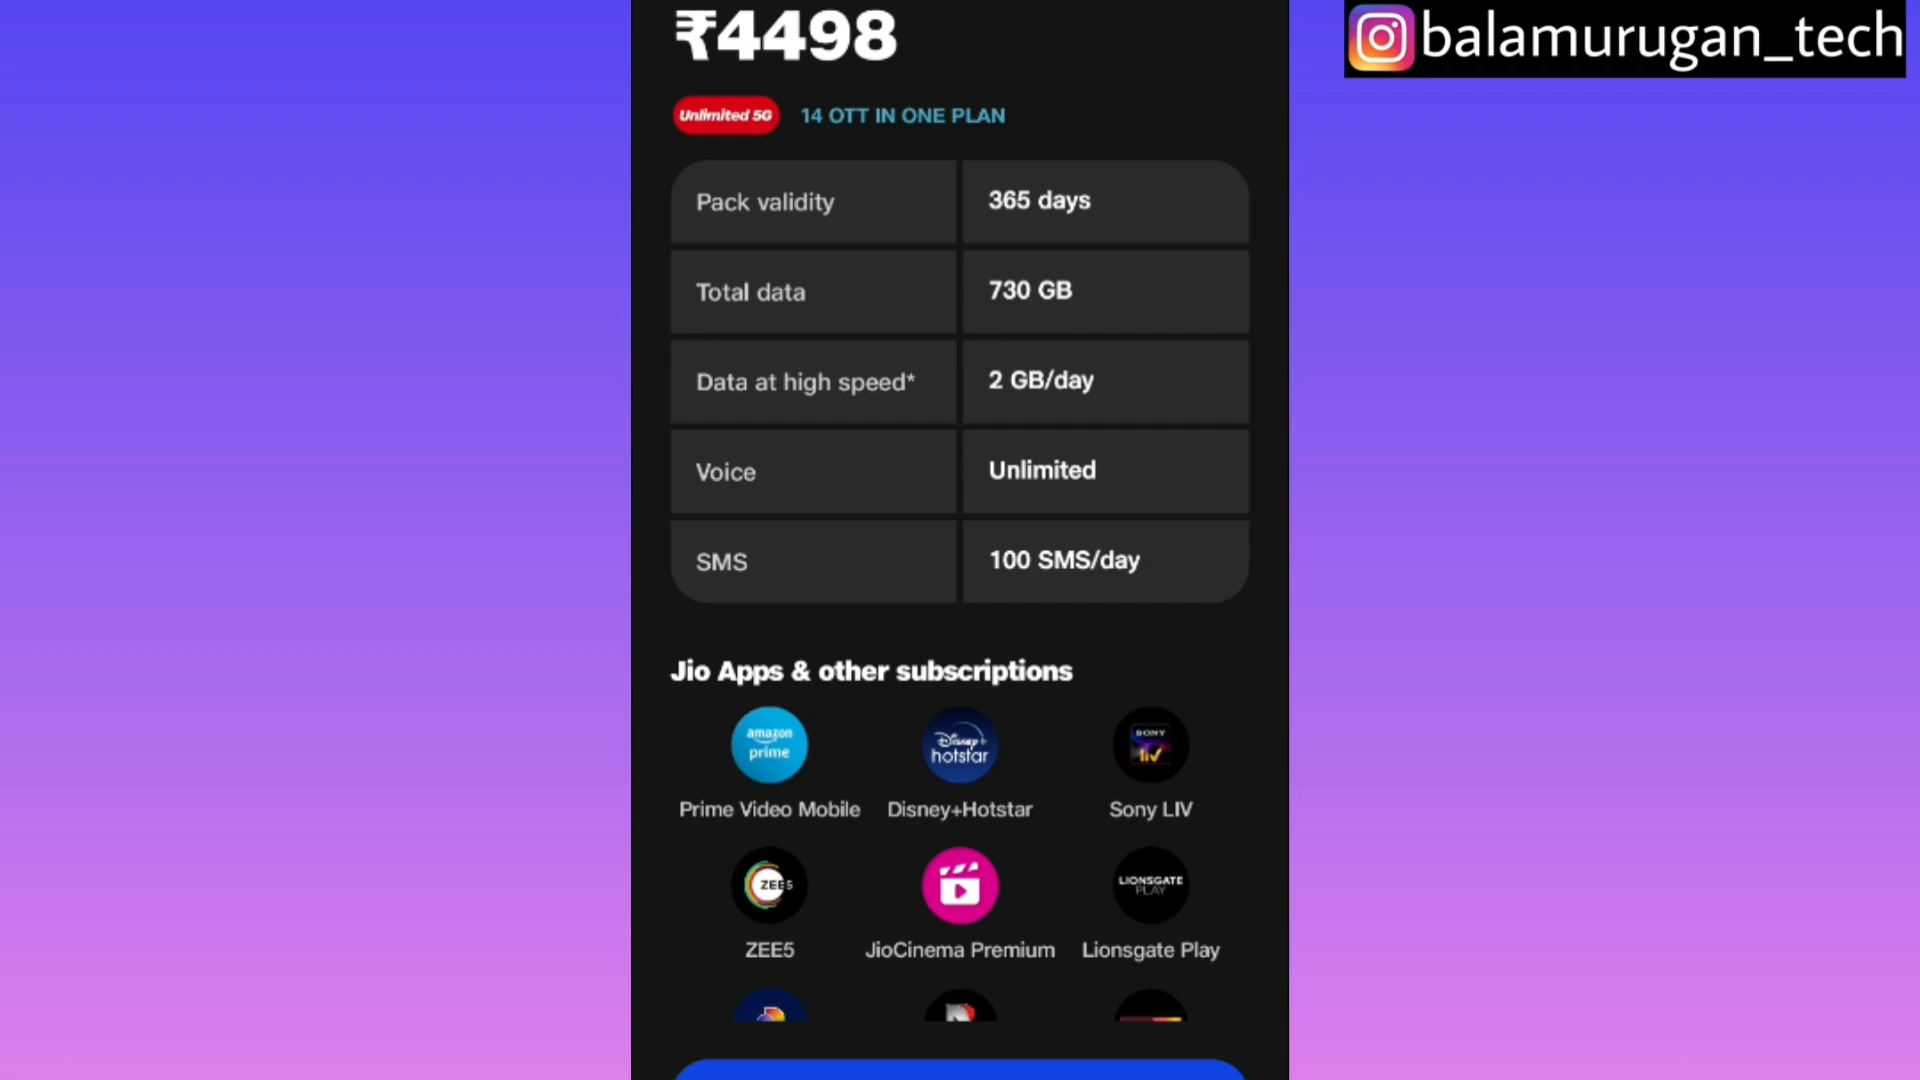 ₹4498
balamurugan_tech
Unlimited 5G
14 OTT IN ONE PLAN
Pack validity
365 days
Total data
730 GB
Data at high speed*
2 GB/day
Voice
Unlimited
SMS
100 SMS/day
Jio Apps & other subscriptions
amazon
prime
Disney+
hotstar
SONY
liv
Prime Video Mobile
Disney+Hotstar
Sony LIV
ZEE5
LIONSGATE
PLAY
ZEE5
JioCinema Premium
Lionsgate Play